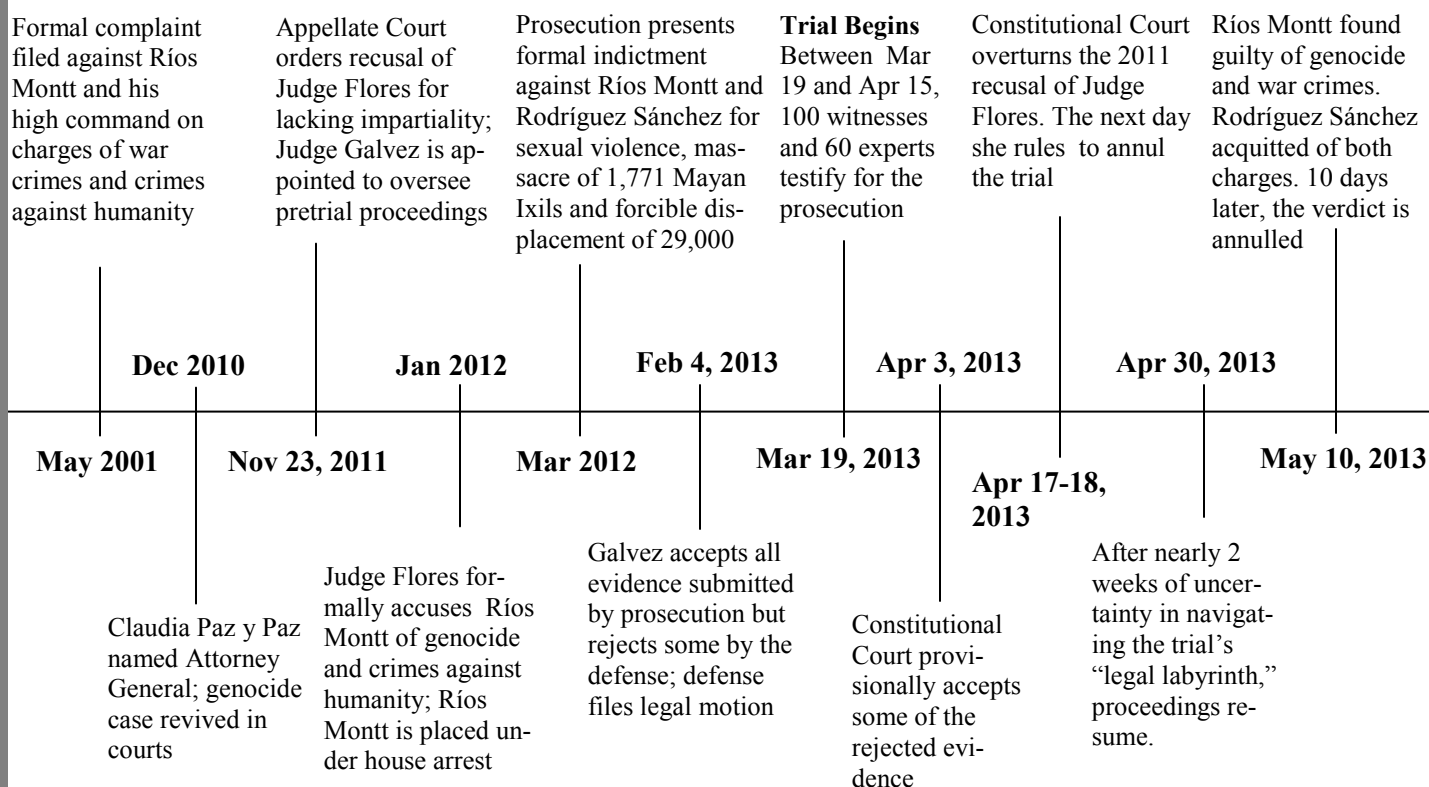 Formal complaint
filed against Ríos
Montt and his
high command on
charges of war
crimes and crimes
against humanity
Appellate Court
orders recusal of
Judge Flores for
lacking impartiality;
Judge Galvez is ap-
pointed to oversee
pretrial proceedings
Prosecution presents
formal indictment
against Ríos Montt and
Rodríguez Sánchez for
sexual violence, mas-
sacre of 1,771 Mayan
Ixils and forcible dis-
placement of 29,000
Trial Begins
Between Mar
19 and Apr 15,
100 witnesses
and 60 experts
testify for the
prosecution
Constitutional Court
overturns the 2011
recusal of Judge
Flores. The next day
she rules to annul
the trial
Ríos Montt found
guilty of genocide
and war crimes.
Rodríguez Sánchez
acquitted of both
charges. 10 days
later, the verdict is
annulled
Dec 2010
Jan 2012
Feb 4, 2013
Apr 3, 2013
Apr 30, 2013
May 2001
Nov 23, 2011
Mar 2012
Mar 19, 2013
Apr 17-18,
2013
May 10, 2013
Claudia Paz y Paz
named Attorney
General; genocide
case revived in
courts
Judge Flores for-
mally accuses Ríos
Montt of genocide
and crimes against
humanity; Ríos
Montt is placed un-
der house arrest
Galvez accepts all
evidence submitted
by prosecution but
rejects some by the
defense; defense
files legal motion
Constitutional
Court provi-
sionally accepts
some of the
rejected evi-
dence
After nearly 2
weeks of uncer-
tainty in navigat-
ing the trial’s
“legal labyrinth,”
proceedings re-
sume.